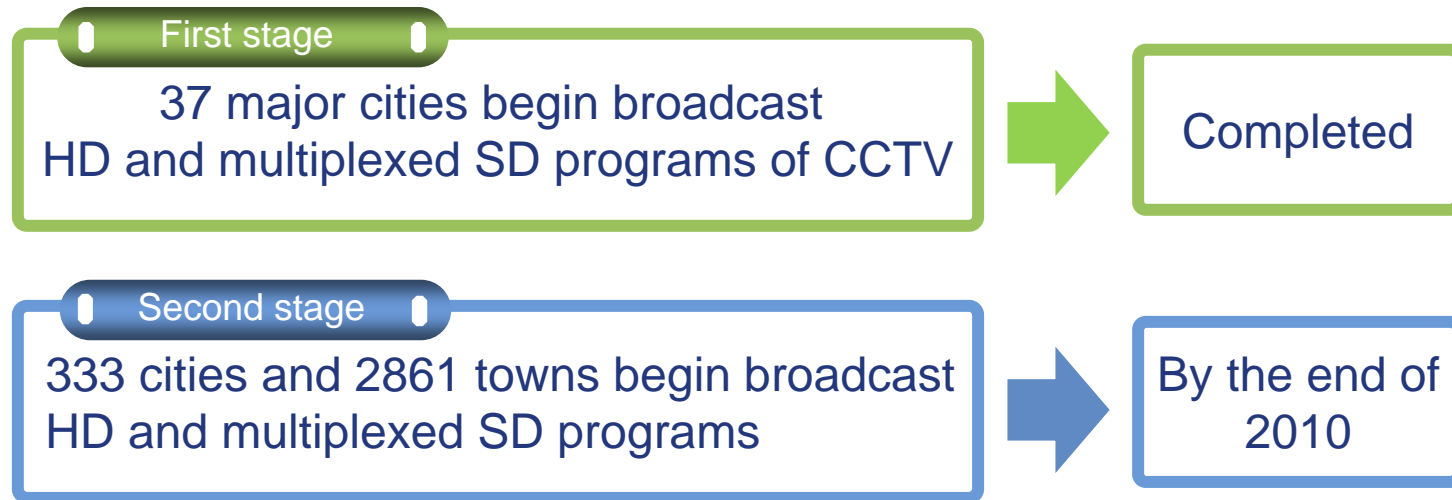 First stage
37 major cities begin broadcast
HD and multiplexed SD programs of CCTV
Completed
Second stage
333 cities and 2861 towns begin broadcast
HD and multiplexed SD programs
By the end of
2010